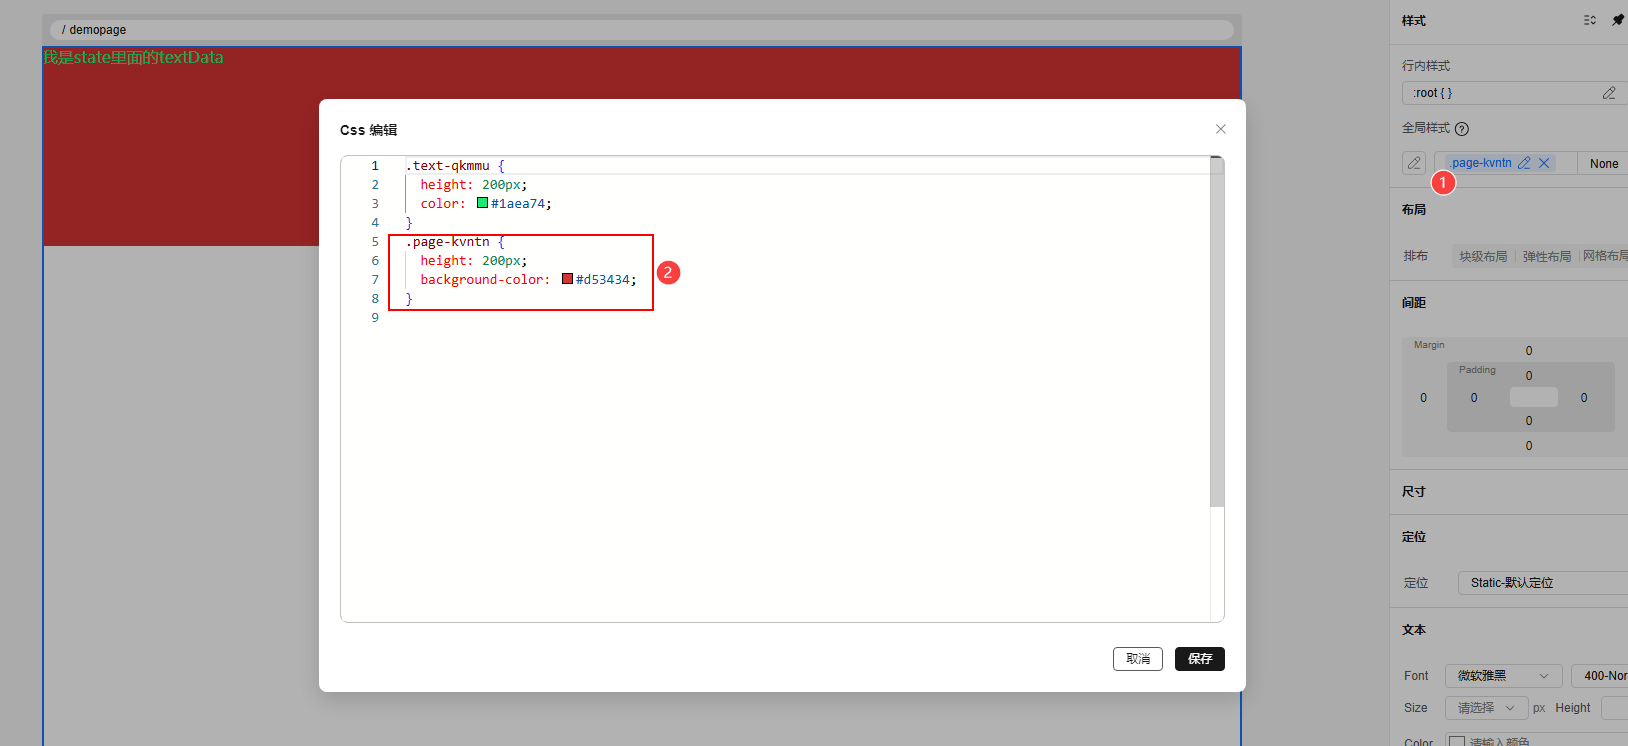 / demopage
我是state里面的textData
Css 编辑
1 .text-qkmmu {
2 height: 200px;
3 color: #1aea74;
4 }
5 .page-kvntn {
6 height: 200px;
7 background-color: #d53434;
8 }
9
2
取消
保存
样式
行内样式
:root { }
全局样式 ?
.page-kvntn
None
1
布局
排布
块级布局
弹性布局
网格布局
间距
Margin
0
Padding
0
0
0
0
0
0
0
尺寸
定位
定位
Static-默认定位
文本
Font
微软雅黑
400-Nor
Size
请选择
px
Height
Color
请输入颜色